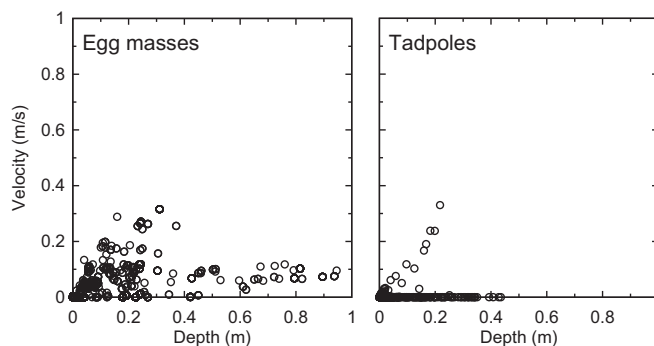 Egg masses
Tadpoles
Velocity (m/s)
1
0.8
0.6
0.4
0.2
0
0 0.2 0.4 0.6 0.8 1
0 0.2 0.4 0.6 0.8 1
Depth (m)
Depth (m)